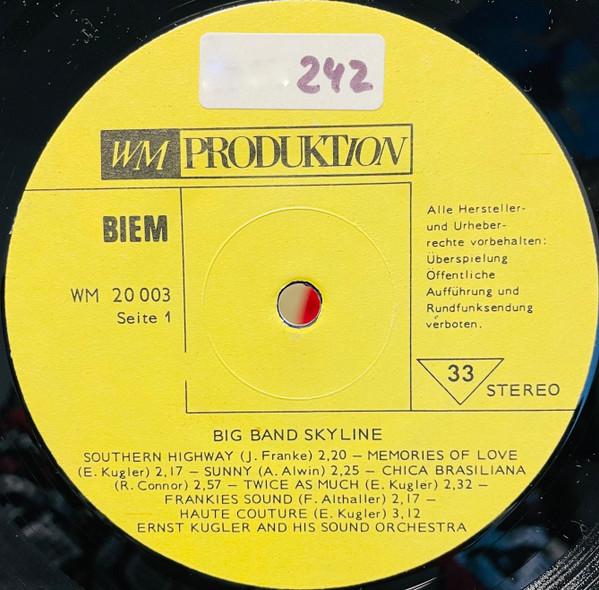 242
WM PRODUKTION
BIEM
WM 20 003
Seite 1
Alle Hersteller-
und Urheber-
rechte vorbehalten:
Überspielung
Öffentliche
Aufführung und
Rundfunksendung
verboten.
33
STEREO
BIG BAND SKYLINE
SOUTHERN HIGHWAY (J. Franke) 2,20 – MEMORIES OF LOVE
(E. Kugler) 2,17 – SUNNY (A. Alwin) 2,25 – CHICA BRASILIANA
(R. Connor) 2,57 – TWICE AS MUCH (E. Kugler) 2,32 –
FRANKIES SOUND (F. Althaller) 2,17 –
HAUTE COUTURE (E. Kugler) 3,12
ERNST KUGLER AND HIS SOUND ORCHESTRA